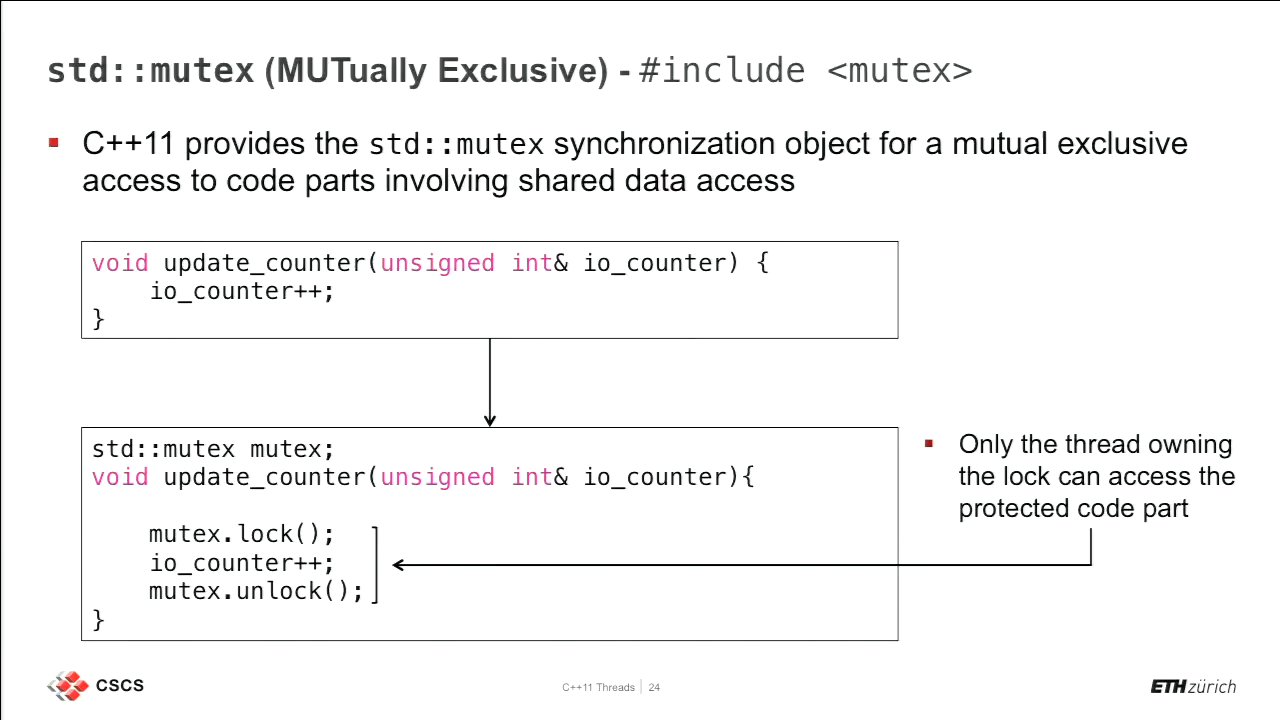 std::mutex (MUTually Exclusive) - #include <mutex>
▪ C++11 provides the std::mutex synchronization object for a mutual exclusive
access to code parts involving shared data access
void update_counter(unsigned int& io_counter) {
    io_counter++;
}
std::mutex mutex;
void update_counter(unsigned int& io_counter){
    mutex.lock();
    io_counter++;
    mutex.unlock();
}
▪ Only the thread owning
the lock can access the
protected code part
CSCS
C++11 Threads | 24
ETH zürich